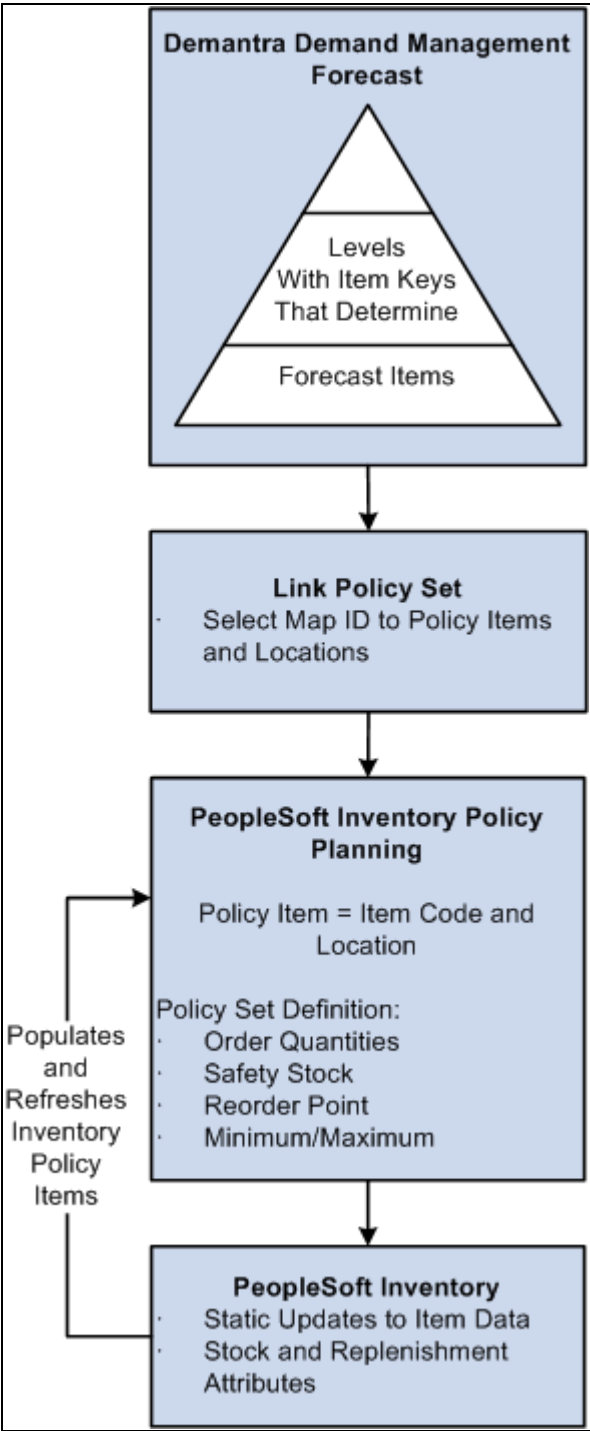 Demantra Demand Management
Forecast
Levels
With Item Keys
That Determine
Forecast Items
Link Policy Set
· Select Map ID to Policy Items
and Locations
PeopleSoft Inventory Policy
Planning
Policy Item = Item Code and
Location
Policy Set Definition:
· Order Quantities
· Safety Stock
· Reorder Point
· Minimum/Maximum
Populates
and
Refreshes
Inventory
Policy
Items
PeopleSoft Inventory
· Static Updates to Item Data
· Stock and Replenishment
Attributes